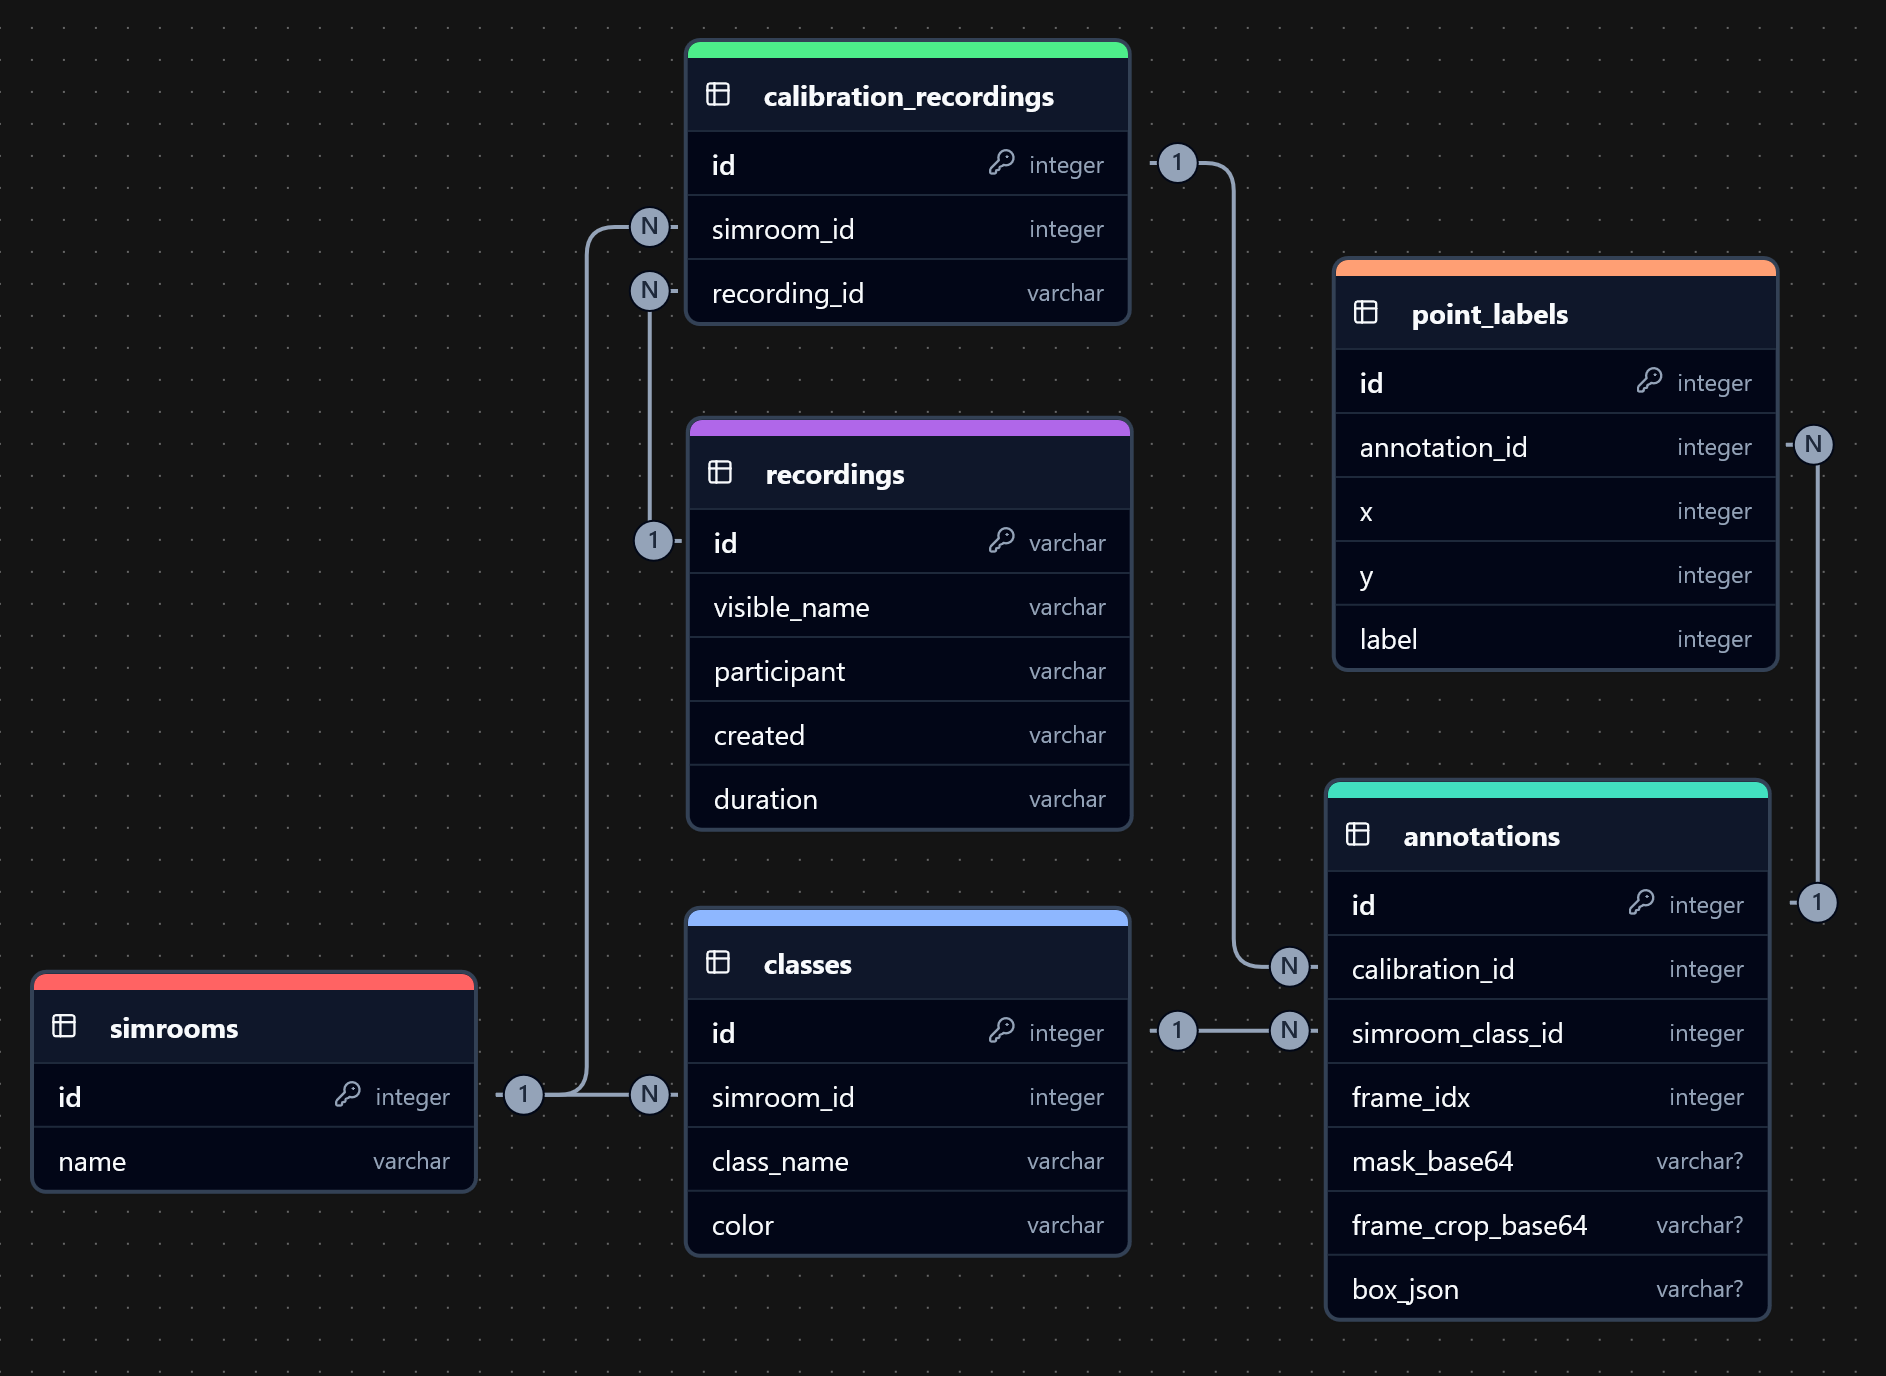 calibration_recordings
id integer
simroom_id integer
recording_id varchar
1
N
N
recordings
id varchar
visible_name varchar
participant varchar
created varchar
duration varchar
1
point_labels
id integer
annotation_id integer
x integer
y integer
label integer
N
simrooms
id integer
name varchar
1
N
classes
id integer
simroom_id integer
class_name varchar
color varchar
1
N
N
annotations
id integer
calibration_id integer
simroom_class_id integer
frame_idx integer
mask_base64 varchar?
frame_crop_base64 varchar?
box_json varchar?
1